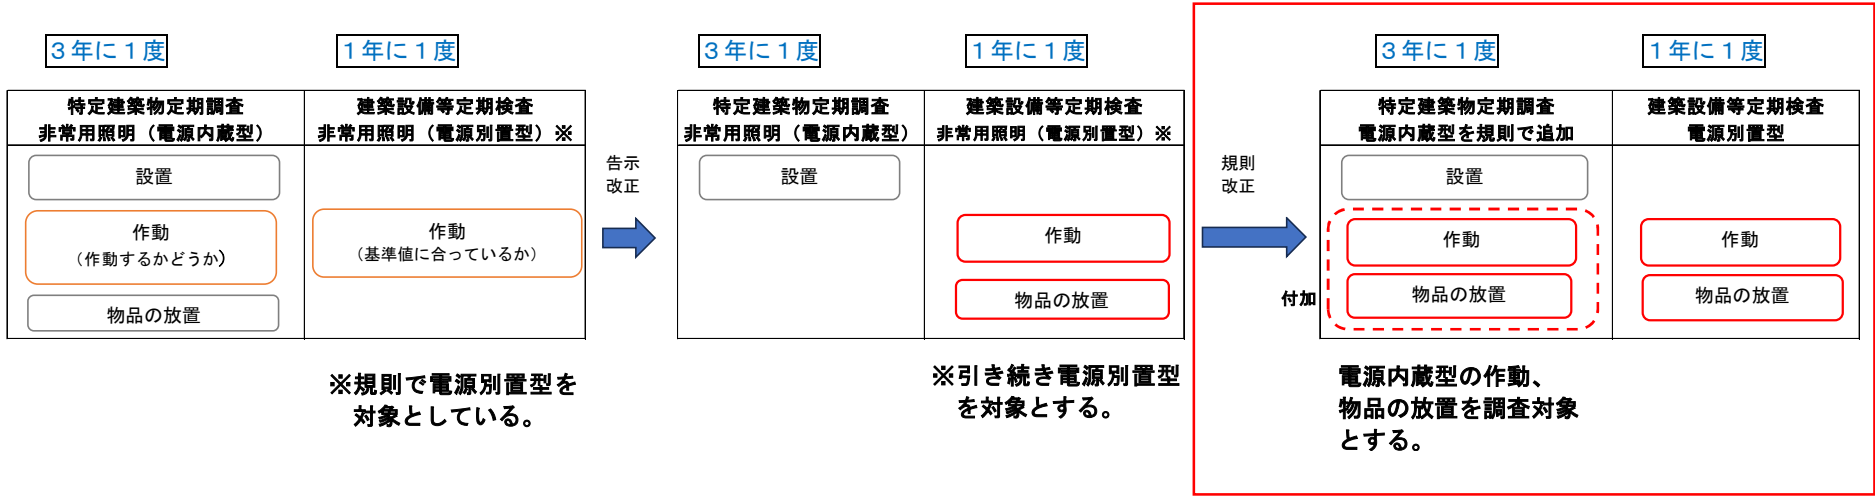 ３年に１度
１年に１度
特定建築物定期調査
非常用照明（電源内蔵型）
建築設備等定期検査
非常用照明（電源別置型）※
設置
作動
（作動するかどうか）
物品の放置
作動
（基準値に合っているか）
※規則で電源別置型を
対象としている。
告示
改正
３年に１度
１年に１度
特定建築物定期調査
非常用照明（電源内蔵型）
建築設備等定期検査
非常用照明（電源別置型）※
設置
作動
物品の放置
※引き続き電源別置型
を対象とする。
規則
改正
３年に１度
１年に１度
特定建築物定期調査
電源内蔵型を規則で追加
建築設備等定期検査
電源別置型
設置
作動
物品の放置
付加
作動
物品の放置
電源内蔵型の作動、
物品の放置を調査対象
とする。